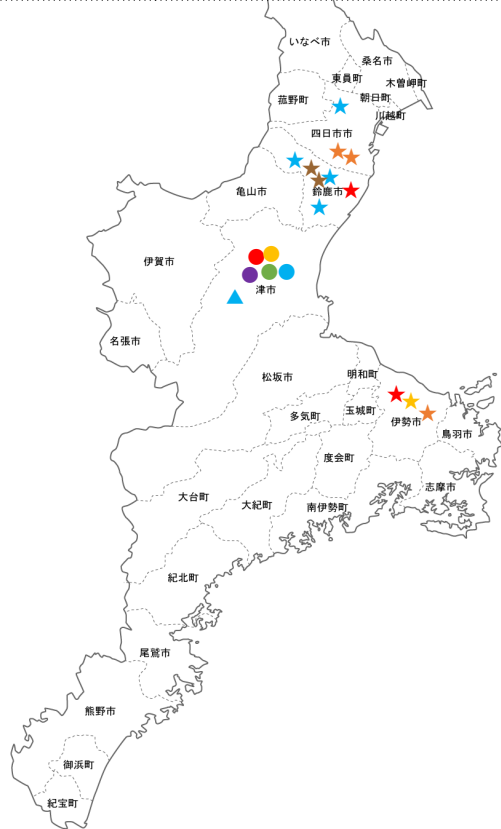 いなべ市
桑名市
東員町
木曽岬町
菰野町
朝日町
川越町
四日市市
亀山市
鈴鹿市
伊賀市
津市
名張市
松坂市
明和町
多気町
玉城町
伊勢市
鳥羽市
度会町
志摩市
大台町
大紀町
南伊勢町
紀北町
尾鷲市
熊野市
御浜町
紀宝町